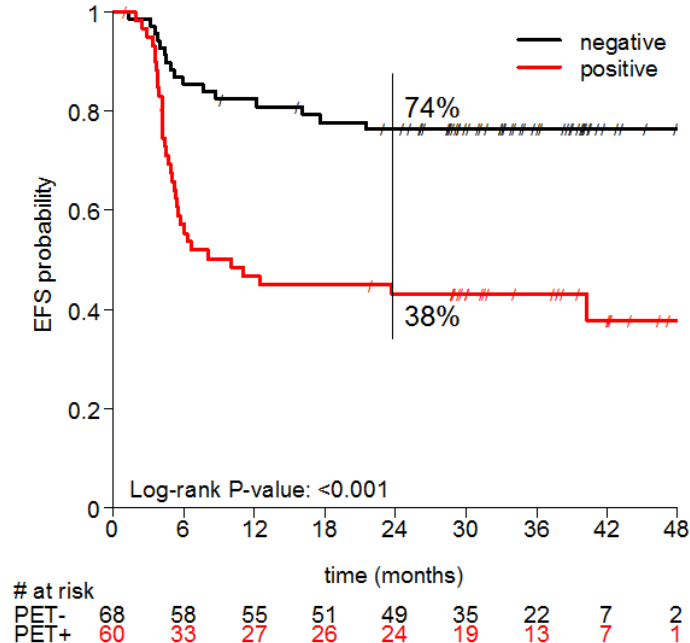 1
negative
positive
0.8
74%
0.6
EFS probability
0.4
38%
0.2
Log-rank P-value: <0.001
0
0 6 12 18 24 30 36 42 48
time (months)
# at risk
PET- 68 58 55 51 49 35 22 7 2
PET+ 60 33 27 26 24 19 13 7 1